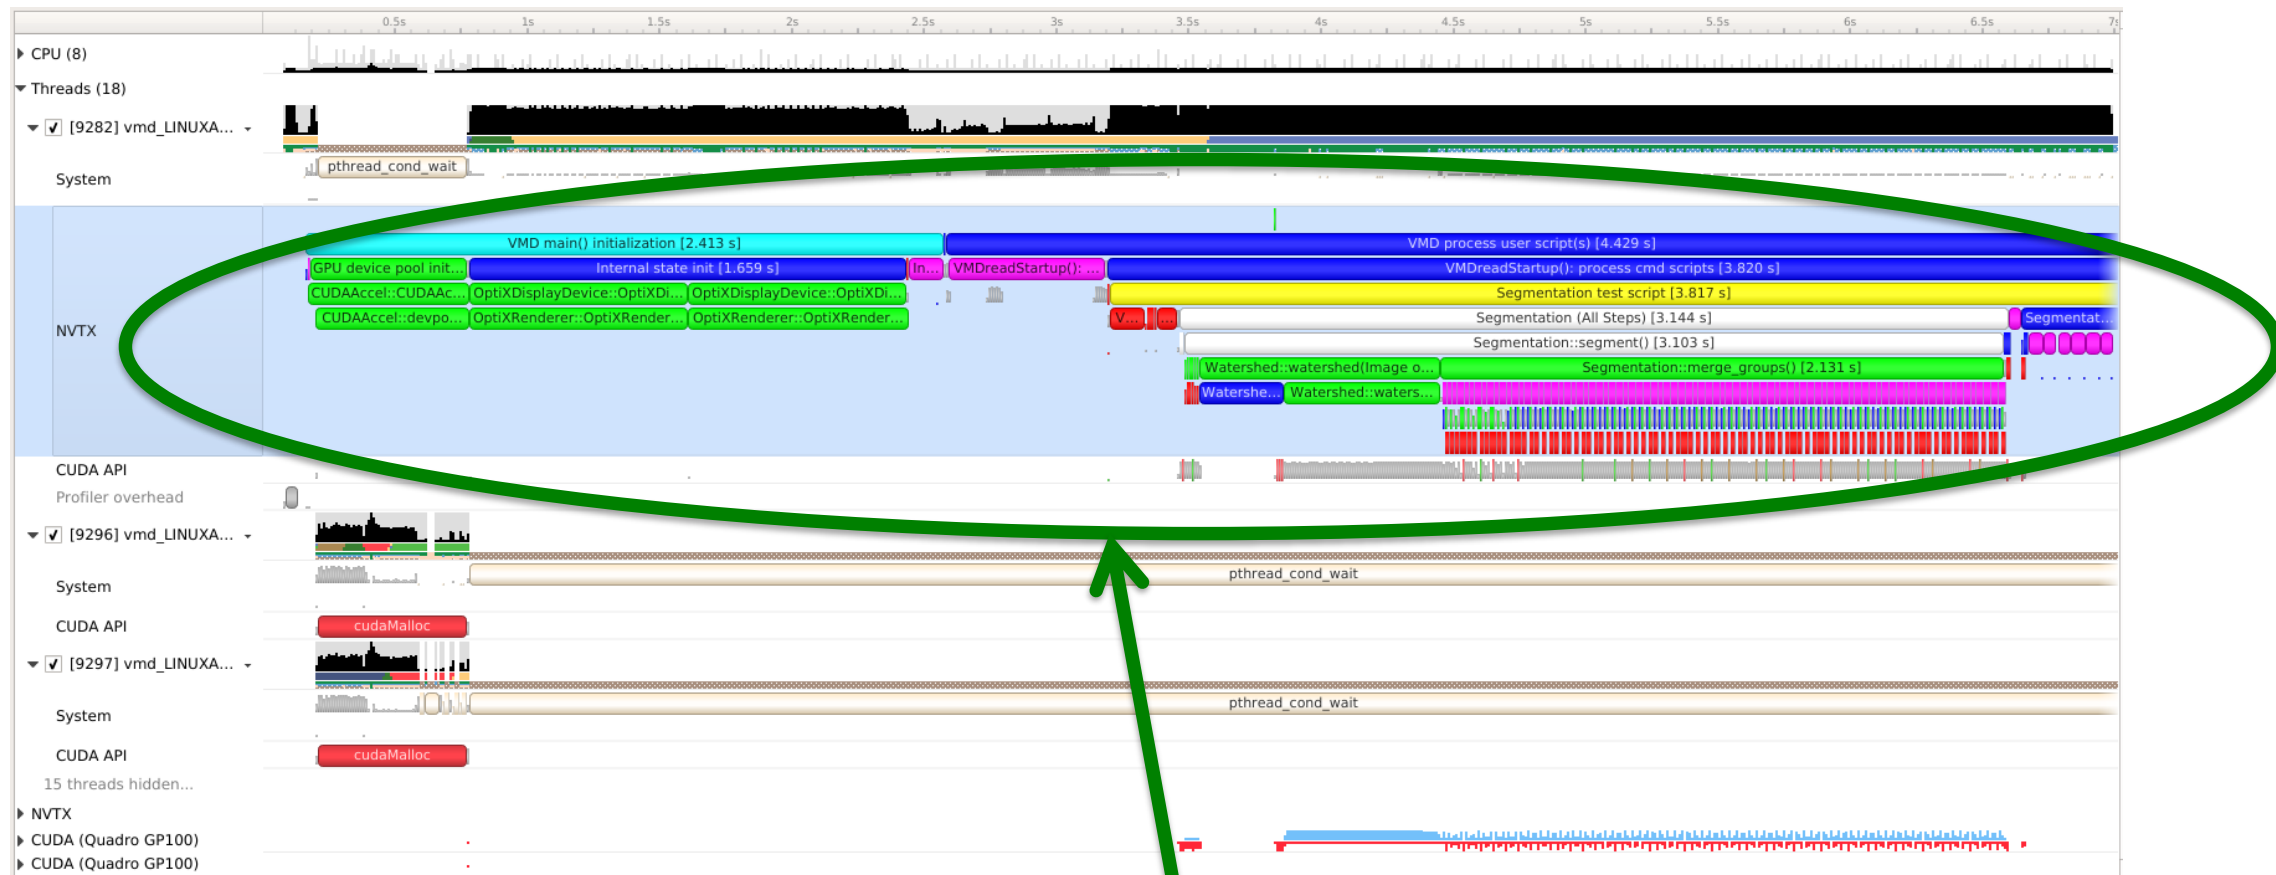 0.5s 1s 1.5s 2s 2.5s 3s 3.5s 4s 4.5s 5s 5.5s 6s 6.5s 7s
CPU (8)
Threads (18)
[9282] vmd_LINUXA...
pthread_cond_wait
System
VMD main() initialization [2.413 s] VMD process user script(s) [4.429 s]
GPU device pool init... Internal state init [1.659 s] In... VMDreadStartup(): ... VMDreadStartup(): process cmd scripts [3.820 s]
CUDAAccel::CUDAAc... OptiXDisplayDevice::OptiXDi... OptiXDisplayDevice::OptiXDi... Segmentation test script [3.817 s]
CUDAAccel::devpo... OptiXRenderer::OptiXRender... OptiXRenderer::OptiXRender... V... ... Segmentation (All Steps) [3.144 s] Segmentat...
NVTX
Segmentation::segment() [3.103 s]
Watershed::watershed(Image o... Segmentation::merge_groups() [2.131 s]
Watershe... Watershed::waters...
CUDA API
Profiler overhead
[9296] vmd_LINUXA...
System pthread_cond_wait
CUDA API cudaMalloc
[9297] vmd_LINUXA...
System pthread_cond_wait
CUDA API cudaMalloc
15 threads hidden...
NVTX
CUDA (Quadro GP100)
CUDA (Quadro GP100)